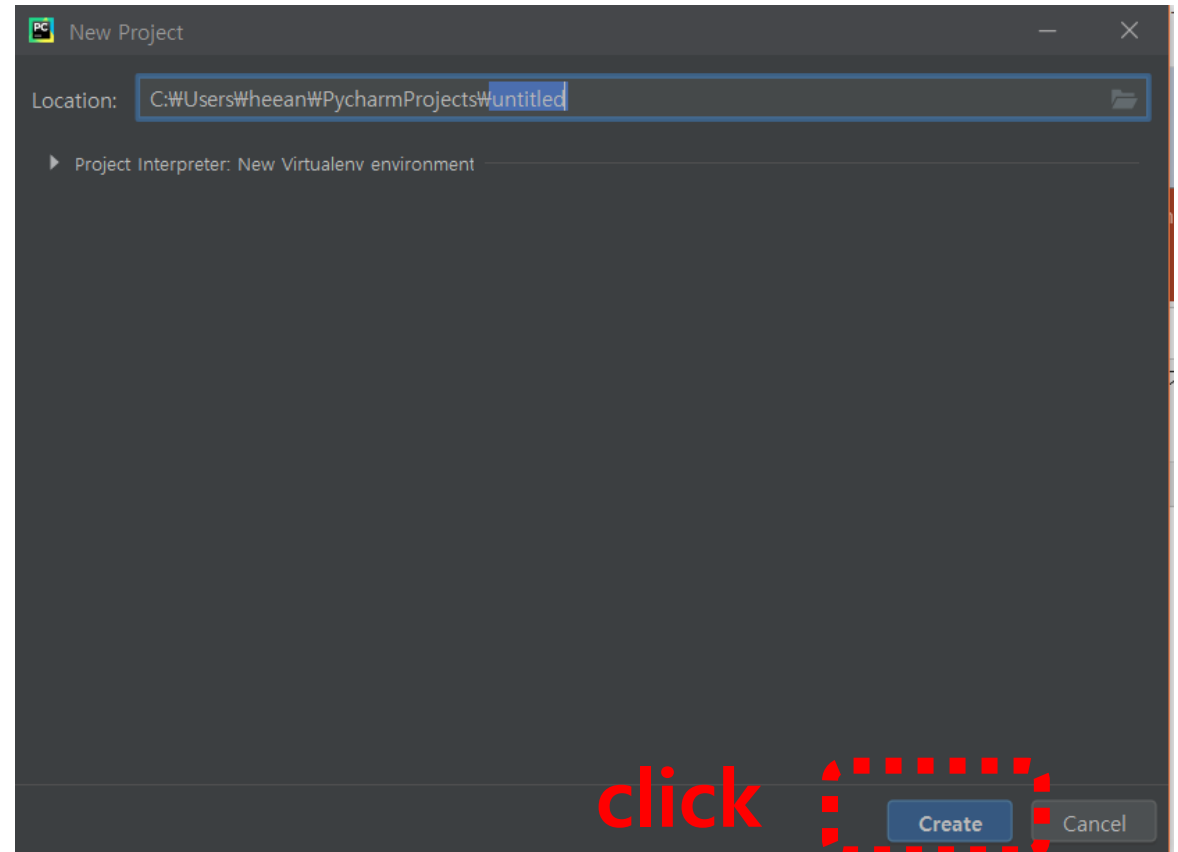 PC New Project
Location: C:₩Users₩heean₩PycharmProjects₩untitled
Project Interpreter: New Virtualenv environment
click
Create Cancel